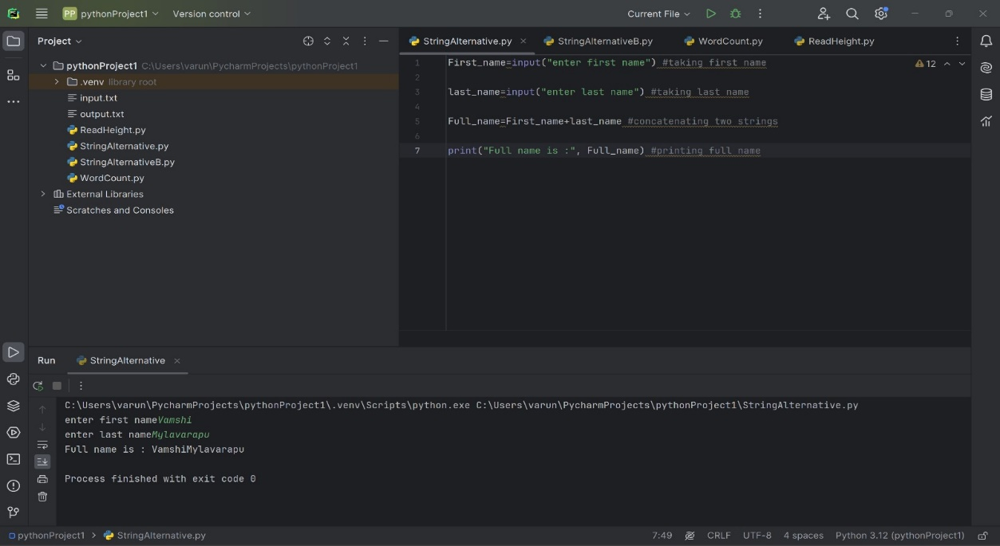 PP pythonProject1 Version control Current File
Project
pythonProject1 C:\Users\varun\PycharmProjects\pythonProject1
.venv library root
input.txt
output.txt
ReadHeight.py
StringAlternative.py
StringAlternativeB.py
WordCount.py
External Libraries
Scratches and Consoles
StringAlternative.py StringAlternativeB.py WordCount.py ReadHeight.py
1 First_name=input("enter first name") #taking first name 12
2
3 last_name=input("enter last name") #taking last name
4
5 Full_name=First_name+last_name #concatenating two strings
6
7 print("Full name is :", Full_name) #printing full name
Run StringAlternative
C:\Users\varun\PycharmProjects\pythonProject1\.venv\Scripts\python.exe C:\Users\varun\PycharmProjects\pythonProject1\StringAlternative.py
enter first nameVamshi
enter last nameMylavarapu
Full name is : VamshiMylavarapu
Process finished with exit code 0
pythonProject1 StringAlternative.py 7:49 CRLF UTF-8 4 spaces Python 3.12 (pythonProject1)